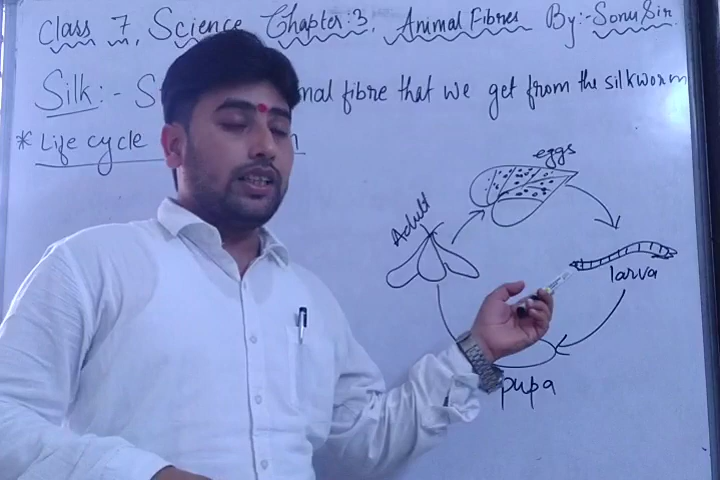 Class 7, Science Chapter:3, Animal Fibres By:- Sonu Sir.
Silk:- fibre that we get from the silkworm
* Life cycle
eggs
Adult
larva
pupa